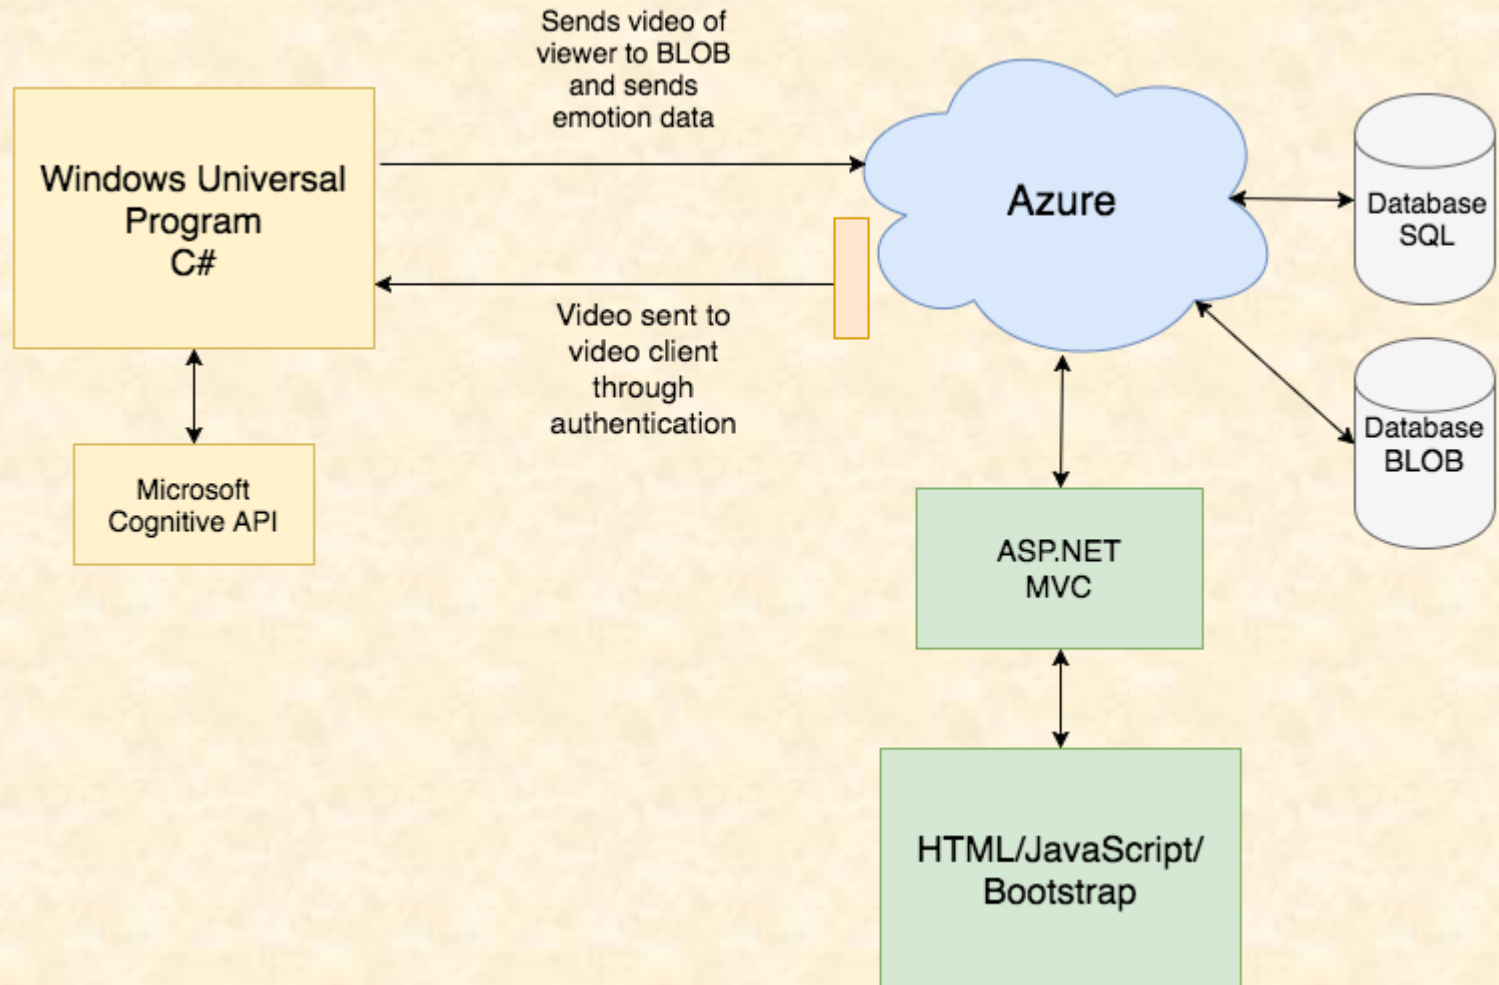 Sends video of
viewer to BLOB
and sends
emotion data
Windows Universal
Program
C#
Azure
Database
SQL
Video sent to
video client
through
authentication
Database
BLOB
Microsoft
Cognitive API
ASP.NET
MVC
HTML/JavaScript/
Bootstrap